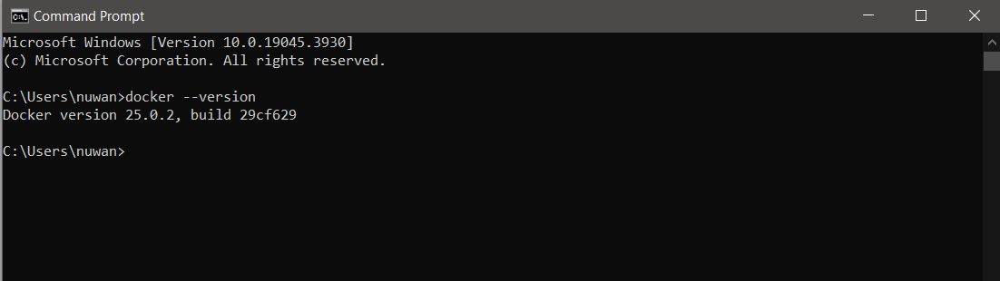 Command Prompt
Microsoft Windows [Version 10.0.19045.3930]
(c) Microsoft Corporation. All rights reserved.
C:\Users\nuwan>docker --version
Docker version 25.0.2, build 29cf629
C:\Users\nuwan>